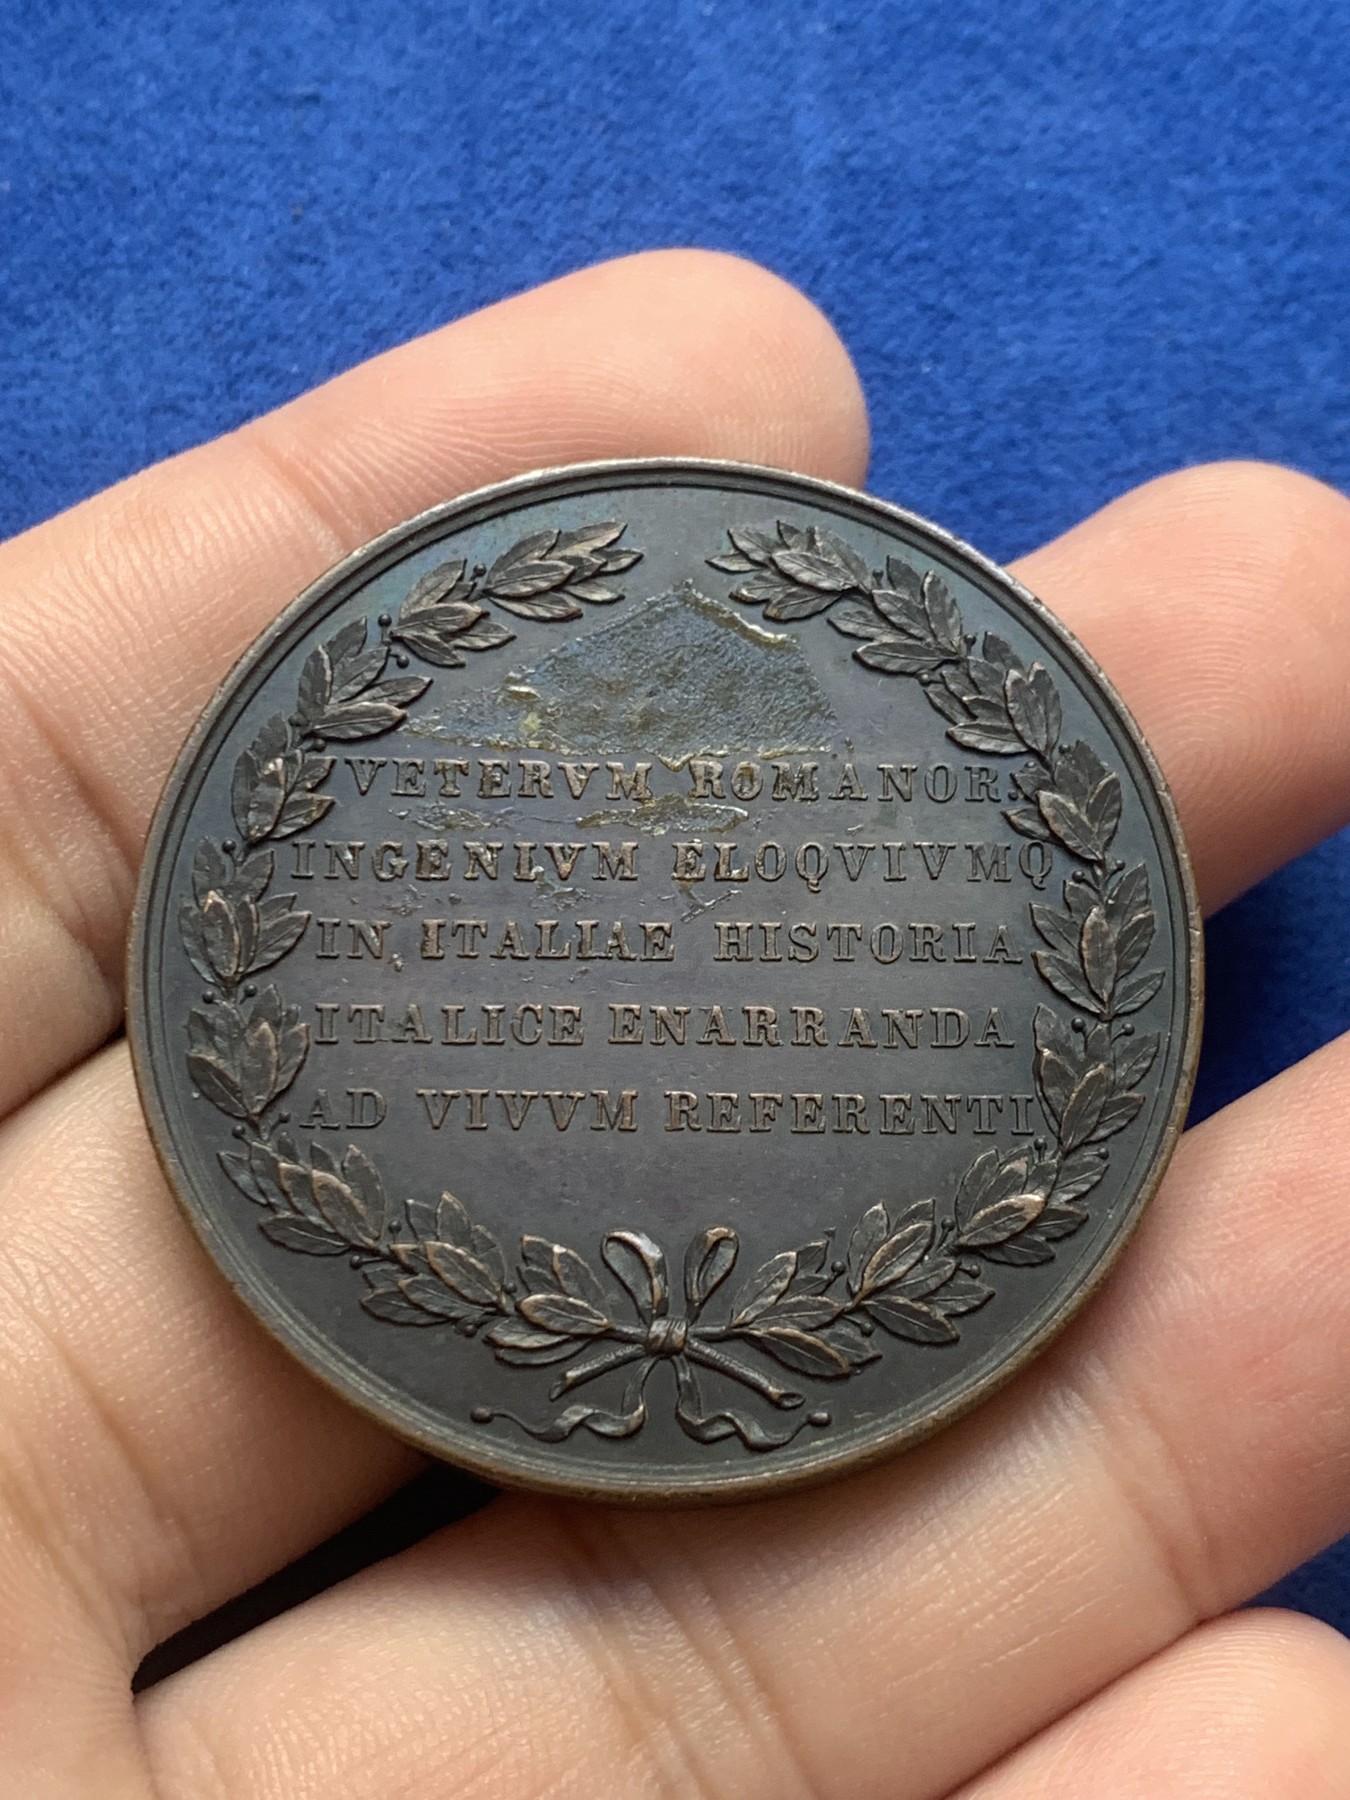 VETERVM ROMANOR.
INGENIVM ELOQVIVMQ
IN ITALIAE HISTORIA
ITALICE ENARRANDA
AD VIVVM REFERENTI